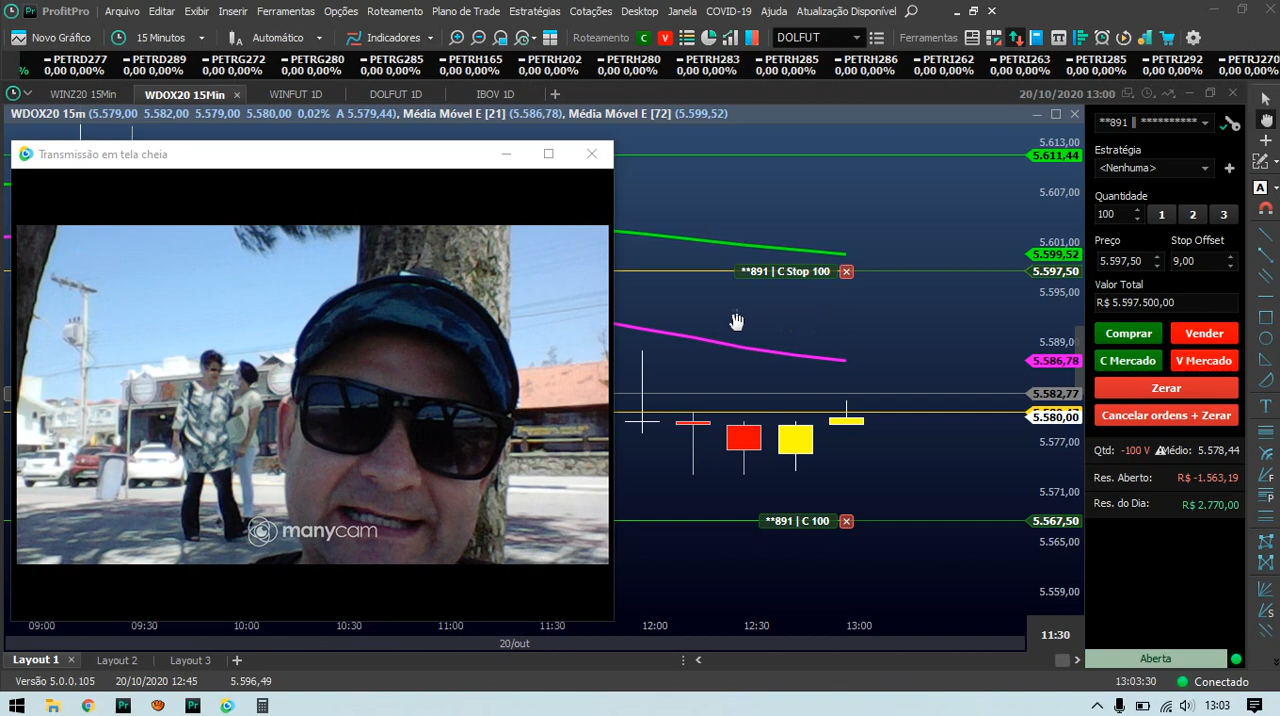 ProfitPro Arquivo Editar Exibir Inserir Ferramentas Opções Roteamento Pleno de Trade Estratégias Cotações Desktop Janela COVID-19 Ajuda Atualização Disponível
Novo Gráfico 15 Minutos Automático Indicadores Roteamento C V DOLFUT Ferramentas
PETRD277 PETRD289 PETRG272 PETRG280 PETRG285 PETRH165 PETRH202 PETRH280 PETRH283 PETRH285 PETRH286 PETRI262 PETRI263 PETRI285 PETRI292 PETRJ270
% 0,00 0,00% 0,00 0,00% 0,00 0,00% 0,00 0,00% 0,00 0,00% 0,00 0,00% 0,00 0,00% 0,00 0,00% 0,00 0,00% 0,00 0,00% 0,00 0,00% 0,00 0,00% 0,00 0,00% 0,00 0,00% 0,00 0,00% 0,00 0,00%
WINZ20 15Min WDOX20 15Min WINFUT 1D DOLFUT 1D IBOV 1D 20/10/2020 13:00
WDOX20 15m (5.579,00 5.582,00 5.579,00 5.580,00 0,02% A 5.579,44), Média Móvel E [21] (5.586,78), Média Móvel E [72] (5.599,52)
Transmissão em tela cheia
manycam
5.613,00
5.611,44
5.607,00
5.601,00
5.599,52
5.597,50
5.595,00
5.589,00
5.586,78
5.582,77
5.580,00
5.577,00
5.571,00
5.567,50
5.565,00
5.559,00
**891 | C Stop 100
**891 | C 100
09:00 09:30 10:00 10:30 11:00 11:30 12:00 12:30 13:00
20/out
11:30
**891 || **********
Estratégia
<Nenhuma>
Quantidade
100 1 2 3
Preço Stop Offset
5.597,50 9,00
Valor Total
R$ 5.597.500,00
Comprar Vender
C Mercado V Mercado
Zerar
Cancelar ordens + Zerar
Qtd: -100 V Médio: 5.578,44
Res. Aberto: R$ -1.563,19
Res. do Dia: R$ 2.770,00
Aberta
Layout 1 Layout 2 Layout 3
Versão 5.0.0.105 20/10/2020 12:45 5.596,49 13:03:30 Conectado
13:03